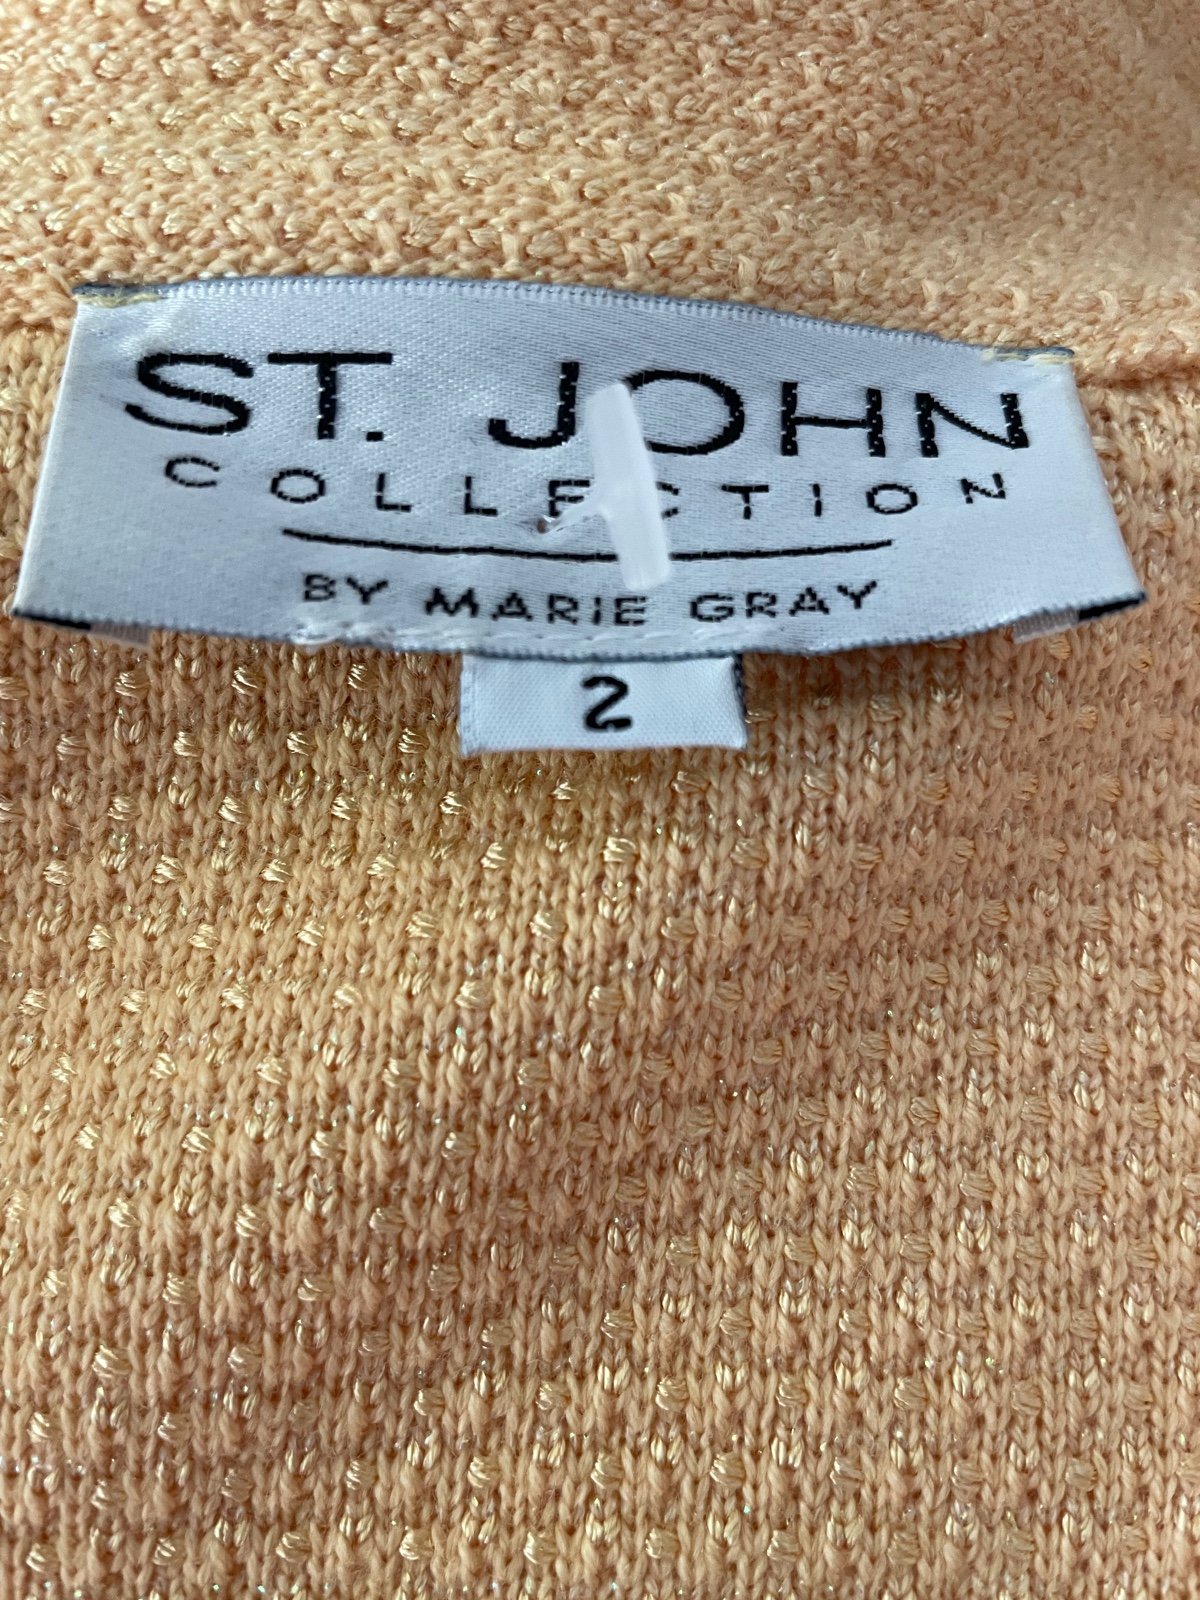 ST. JOHN
COLLECTION
BY MARIE GRAY
2